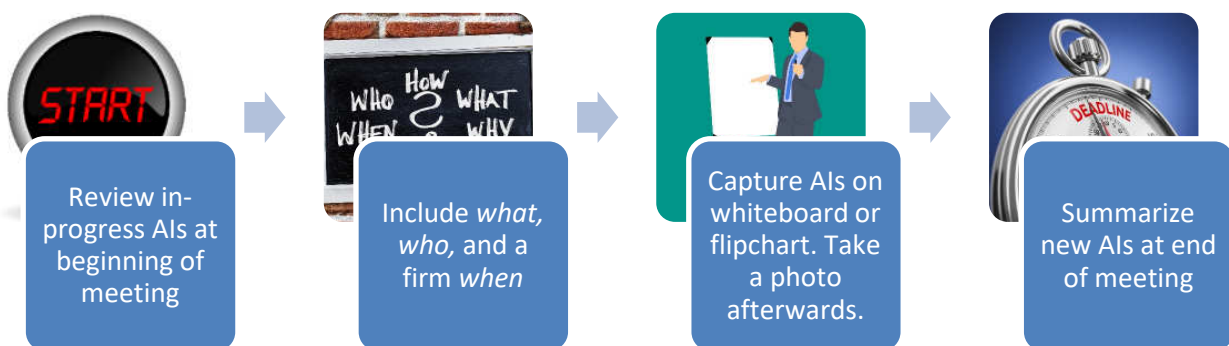 START
Review in-
progress AIs at
beginning of
meeting
HOW
WHO ? WHAT
WHEN WHY
Include what,
who, and a
firm when
Capture AIs on
whiteboard or
flipchart. Take
a photo
afterwards.
DEADLINE
Summarize
new AIs at end
of meeting